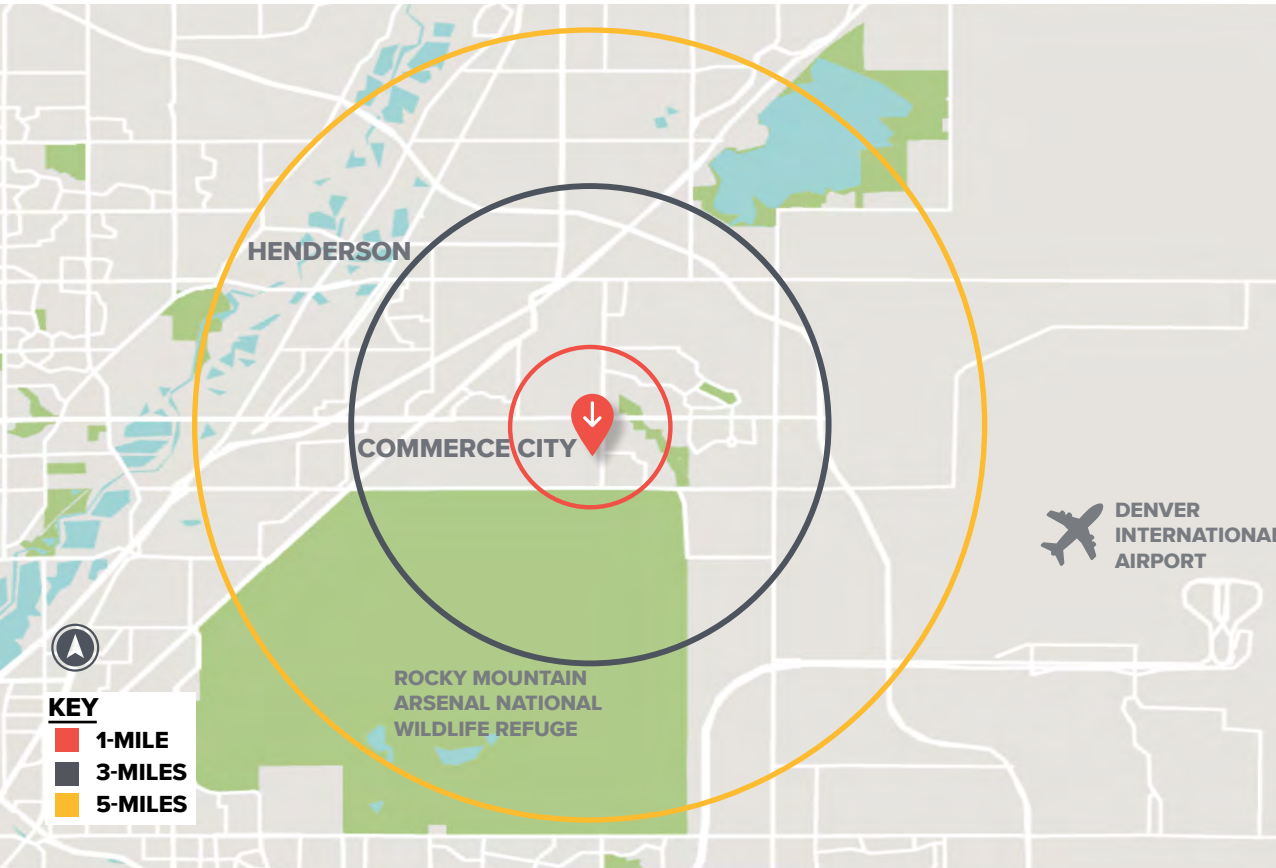 HENDERSON
COMMERCE CITY
DENVER
INTERNATIONAL
AIRPORT
ROCKY MOUNTAIN
ARSENAL NATIONAL
WILDLIFE REFUGE
KEY
1-MILE
3-MILES
5-MILES